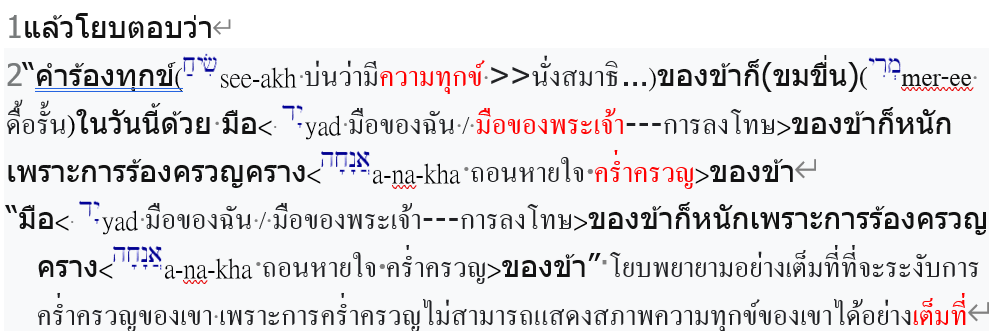 1แล้วโยบตอบว่า↵
2“คำร้องทุกข์(שִׂיחַ see-akh บ่นว่ามีความทุกข์ >>นั่งสมาธิ…)ของข้าก็(ขมขื่น)(מְרִי mer-ee
ดื้อรั้น)ในวันนี้ด้วย มือ< יָד yad มือของฉัน / มือของพระเจ้า---การลงโทษ>ของข้าก็หนัก
เพราะการร้องครวญคราง<אֲנָחָה a-na-kha ถอนหายใจ คร่ำครวญ>ของข้า↵
“มือ< יָד yad มือของฉัน / มือของพระเจ้า---การลงโทษ>ของข้าก็หนักเพราะการร้องครวญ
คราง<אֲנָחָה a-na-kha ถอนหายใจ คร่ำครวญ>ของข้า” โยบพยายามอย่างเต็มที่ที่จะระงับการ
คร่ำครวญของเขา เพราะการคร่ำครวญไม่สามารถแสดงสภาพความทุกข์ของเขาได้อย่างเต็มที่↵